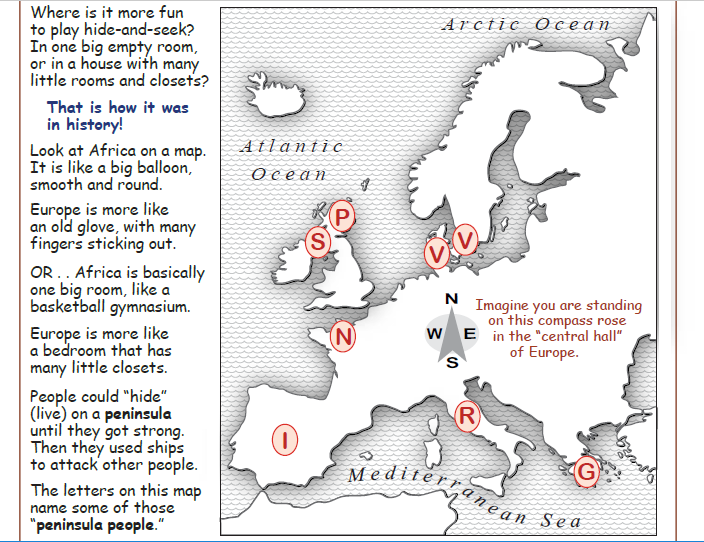 Where is it more fun
to play hide-and-seek?
In one big empty room,
or in a house with many
little rooms and closets?
That is how it was
in history!
Look at Africa on a map.
It is like a big balloon,
smooth and round.
Europe is more like
an old glove, with many
fingers sticking out.
OR . . Africa is basically
one big room, like a
basketball gymnasium.
Europe is more like
a bedroom that has
many little closets.
People could “hide”
(live) on a peninsula
until they got strong.
Then they used ships
to attack other people.
The letters on this map
name some of those
“peninsula people.”
Arctic Ocean
Atlantic
Ocean
P
S
V
V
N
N
W E
S
Imagine you are standing
on this compass rose
in the “central hall”
of Europe.
R
I
G
Mediterranean Sea